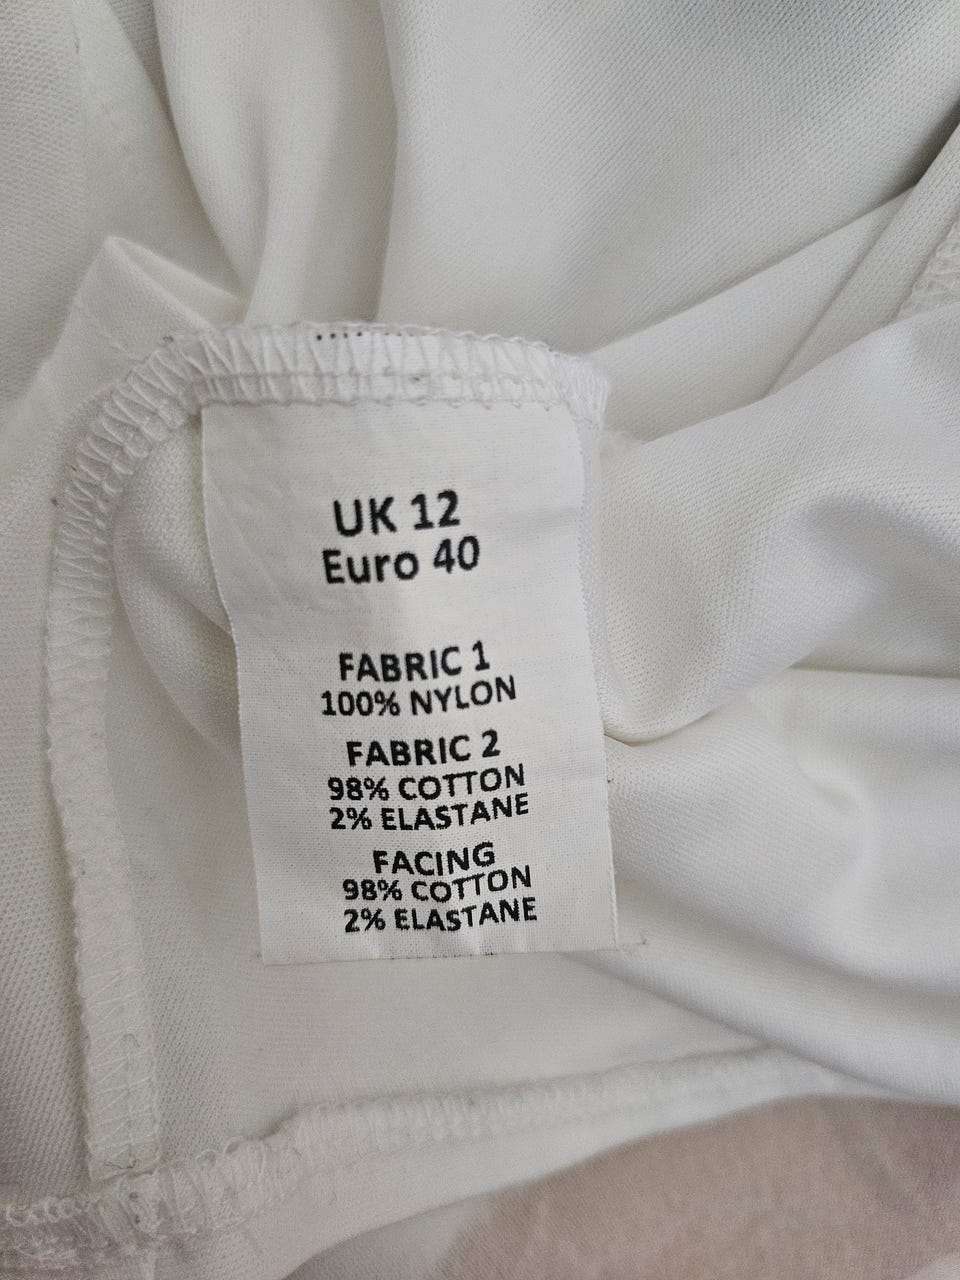 UK 12
Euro 40
FABRIC 1
100% NYLON
FABRIC 2
98% COTTON
2% ELASTANE
FACING
98% COTTON
2% ELASTANE